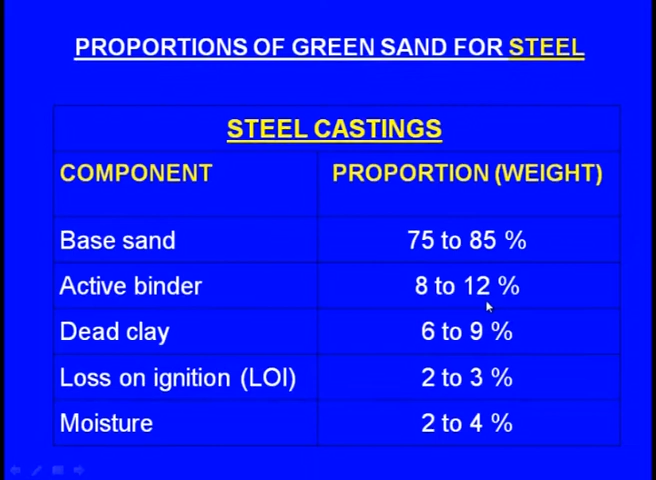 PROPORTIONS OF GREEN SAND FOR STEEL
STEEL CASTINGS
COMPONENT PROPORTION (WEIGHT)
Base sand 75 to 85 %
Active binder 8 to 12 %
Dead clay 6 to 9 %
Loss on ignition (LOI) 2 to 3 %
Moisture 2 to 4 %